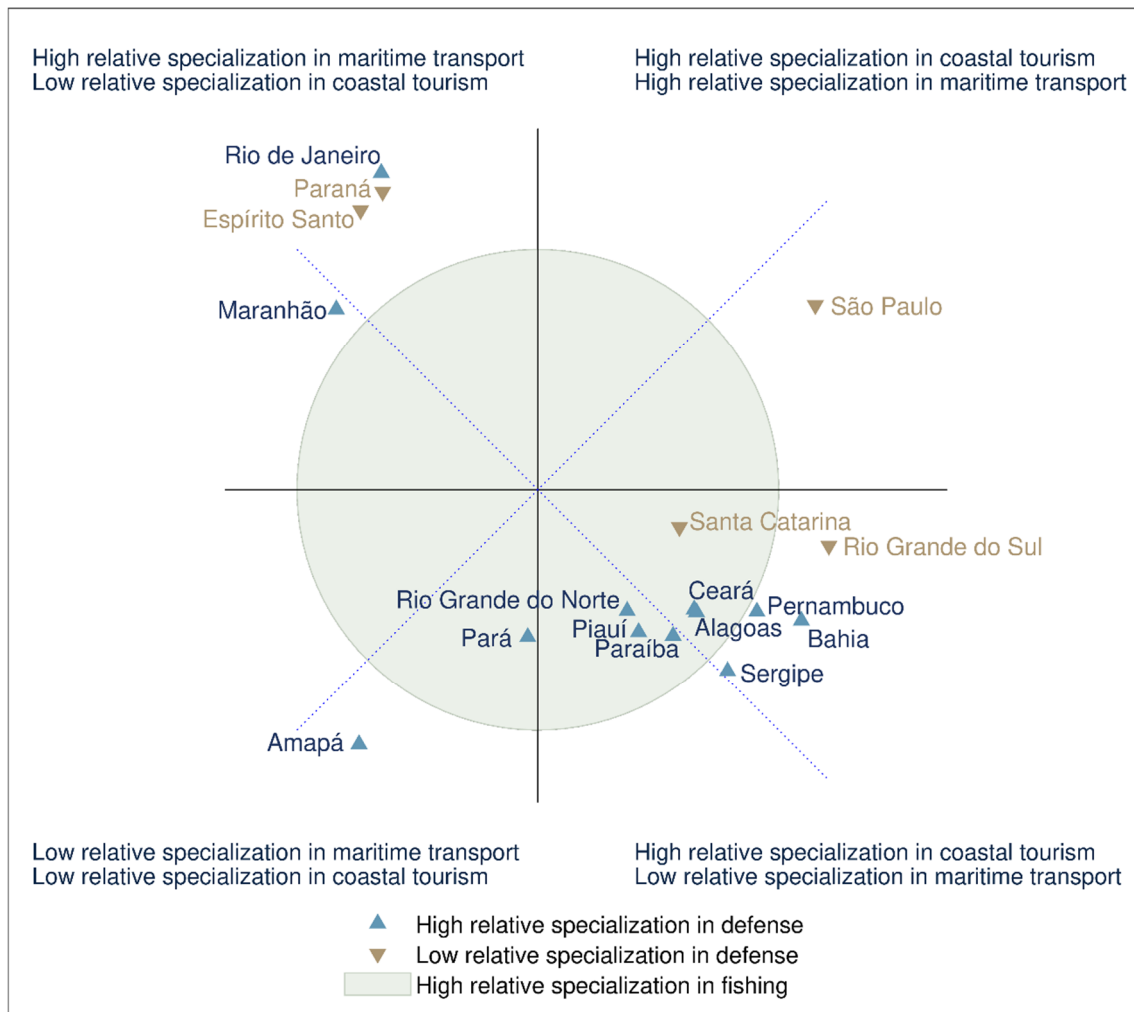 High relative specialization in maritime transport
Low relative specialization in coastal tourism
High relative specialization in coastal tourism
High relative specialization in maritime transport
Rio de Janeiro
Paraná
Espírito Santo
Maranhão
São Paulo
Santa Catarina
Rio Grande do Sul
Ceará
Rio Grande do Norte
Pernambuco
Piauí
Alagoas
Pará
Paraíba
Bahia
Sergipe
Amapá
Low relative specialization in maritime transport
Low relative specialization in coastal tourism
High relative specialization in coastal tourism
Low relative specialization in maritime transport
High relative specialization in defense
Low relative specialization in defense
High relative specialization in fishing